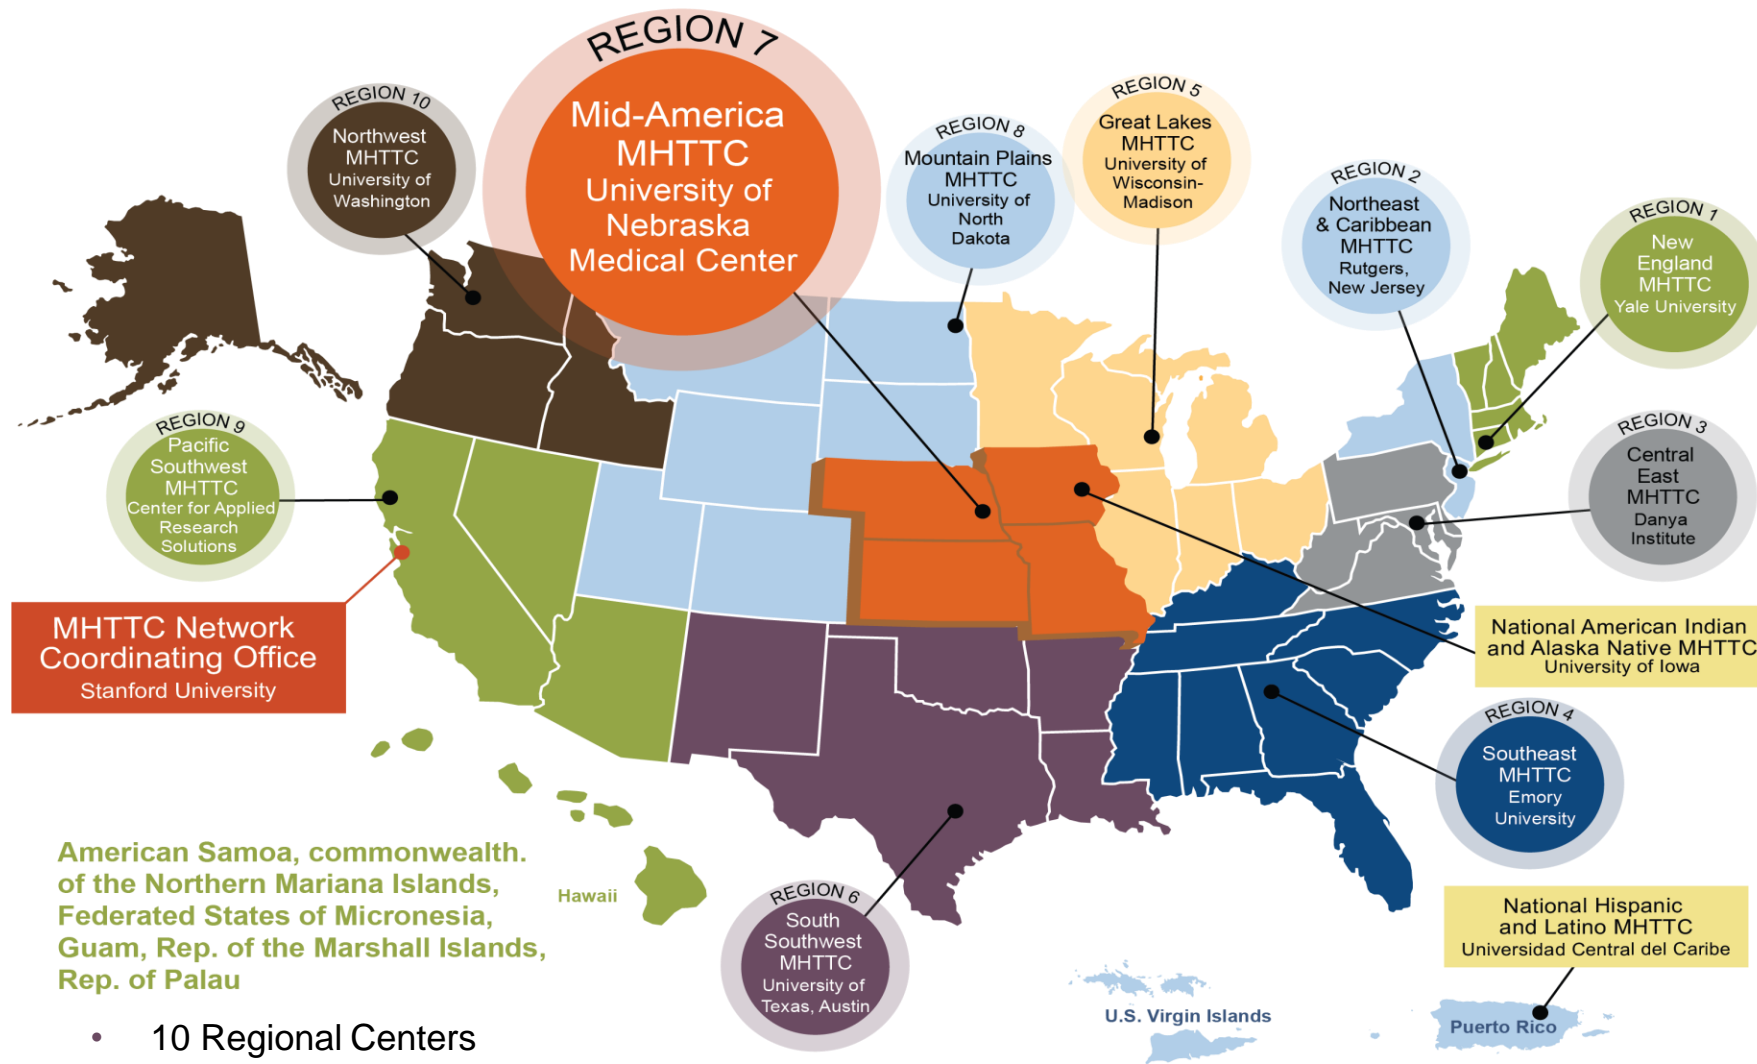 REGION 7
Mid-America
MHTTC
University of
Nebraska
Medical Center
REGION 10
Northwest
MHTTC
University of
Washington
REGION 8
Mountain Plains
MHTTC
University of
North
Dakota
REGION 5
Great Lakes
MHTTC
University of
Wisconsin-
Madison
REGION 2
Northeast
& Caribbean
MHTTC
Rutgers,
New Jersey
REGION 1
New
England
MHTTC
Yale University
REGION 9
Pacific
Southwest
MHTTC
Center for Applied
Research
Solutions
REGION 3
Central
East
MHTTC
Danya
Institute
MHTTC Network
Coordinating Office
Stanford University
National American Indian
and Alaska Native MHTTC
University of Iowa
REGION 4
Southeast
MHTTC
Emory
University
American Samoa, commonwealth.
of the Northern Mariana Islands,
Federated States of Micronesia,
Guam, Rep. of the Marshall Islands,
Rep. of Palau
Hawaii
REGION 6
South
Southwest
MHTTC
University of
Texas, Austin
National Hispanic
and Latino MHTTC
Universidad Central del Caribe
U.S. Virgin Islands
Puerto Rico
• 10 Regional Centers